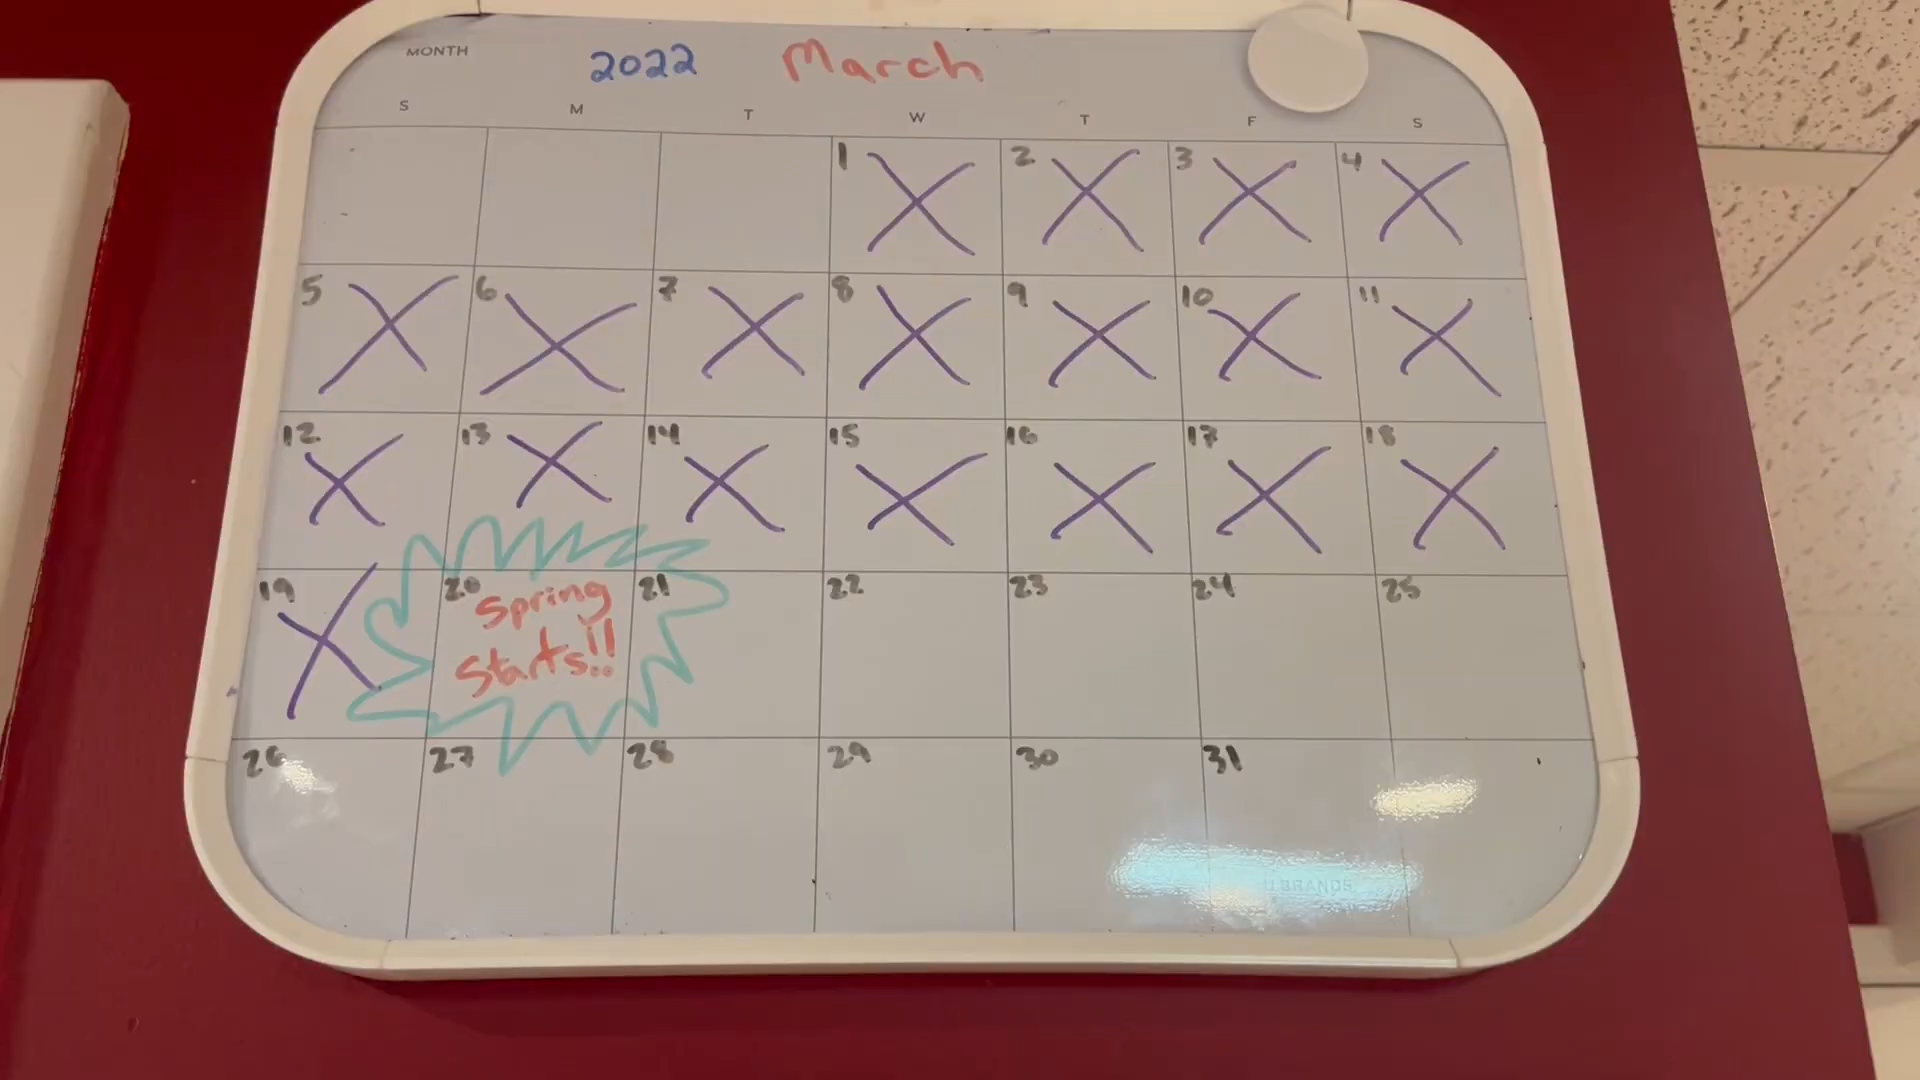 MONTH 2022 March
S M T W T F S
1 2 3 4
5 6 7 8 9 10 11
12 13 14 15 16 17 18
19 20 21 22 23 24 25
Spring
Starts!!
26 27 28 29 30 31
U BRANDS